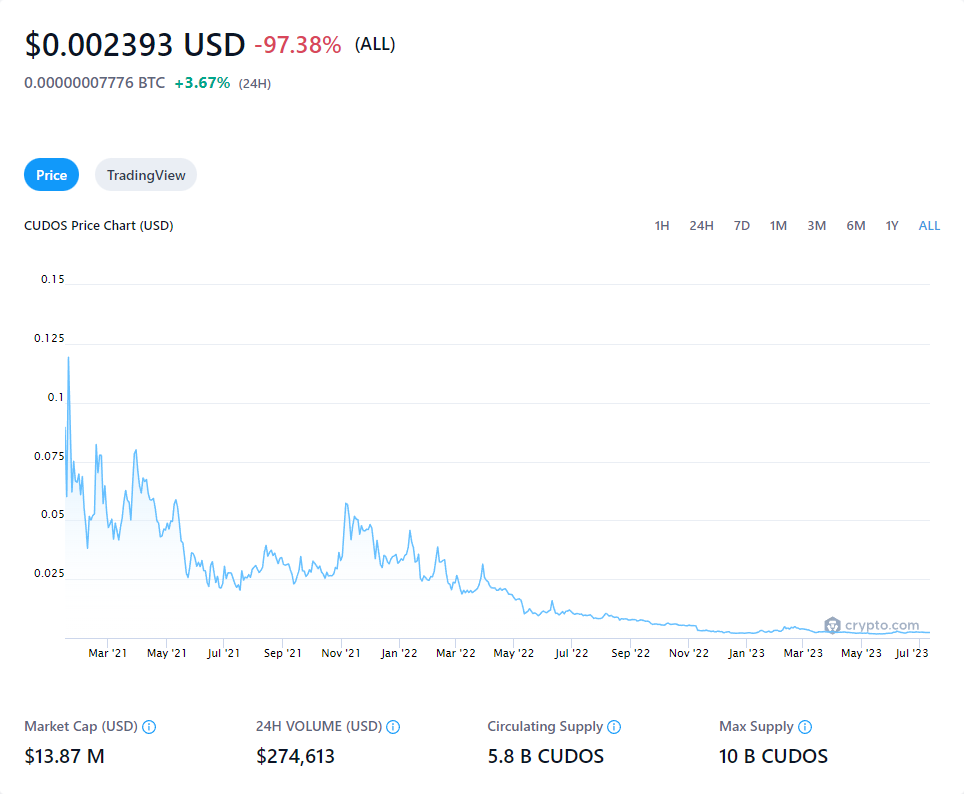 $0.002393 USD -97.38% (ALL)
0.00000007776 BTC +3.67% (24H)
Price TradingView
CUDOS Price Chart (USD) 1H 24H 7D 1M 3M 6M 1Y ALL
0.15
0.125
0.1
0.075
0.05
0.025
crypto.com
Mar '21 May '21 Jul '21 Sep '21 Nov '21 Jan '22 Mar '22 May '22 Jul '22 Sep '22 Nov '22 Jan '23 Mar '23 May '23 Jul '23
Market Cap (USD) 24H VOLUME (USD) Circulating Supply Max Supply
$13.87 M $274,613 5.8 B CUDOS 10 B CUDOS